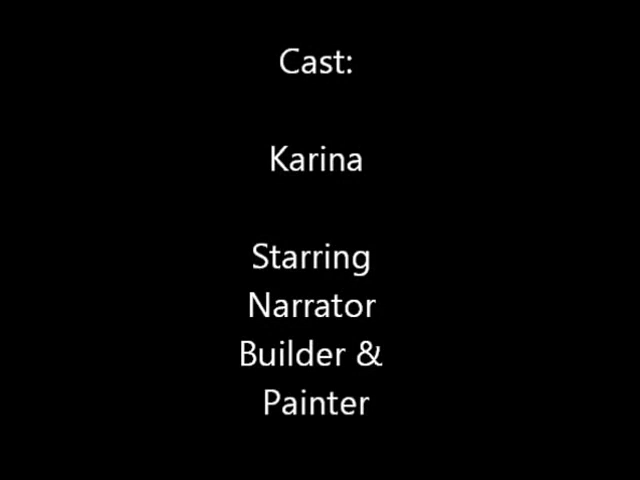 Cast:
Karina
Starring
Narrator
Builder &
Painter